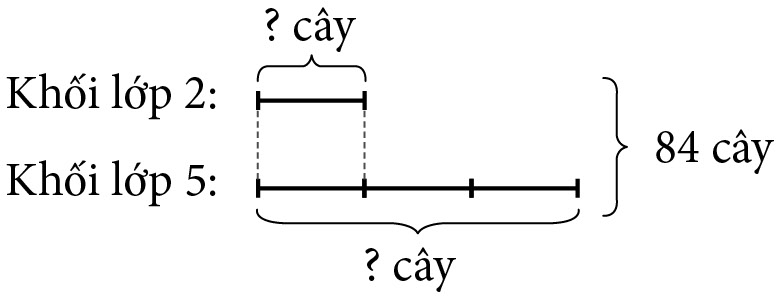 ? cây
Khối lớp 2:
84 cây
Khối lớp 5:
? cây